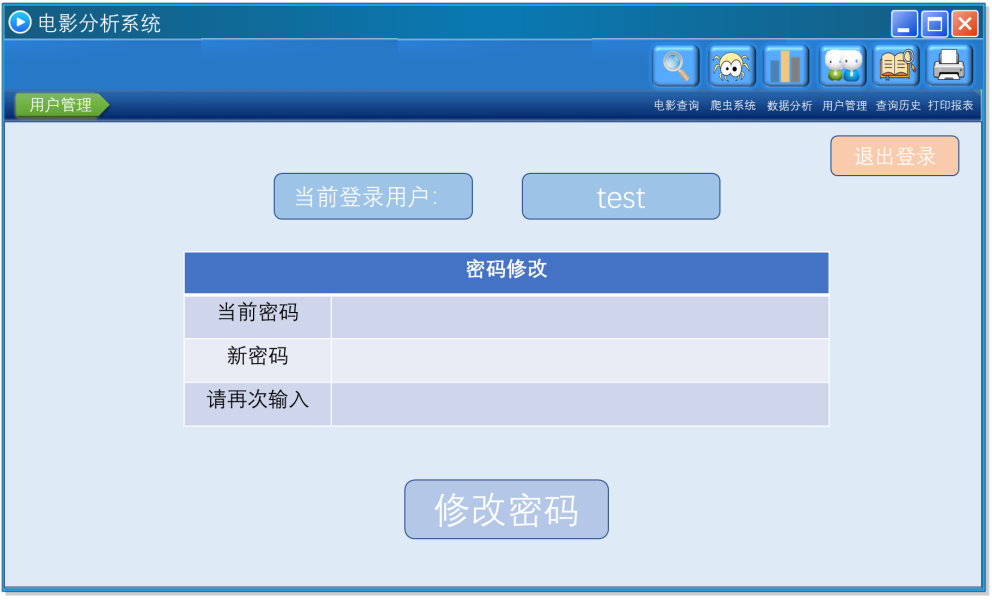 电影分析系统
电影查询 爬虫系统 数据分析 用户管理 查询历史 打印报表
用户管理
退出登录
当前登录用户: test
密码修改
当前密码
新密码
请再次输入
修改密码